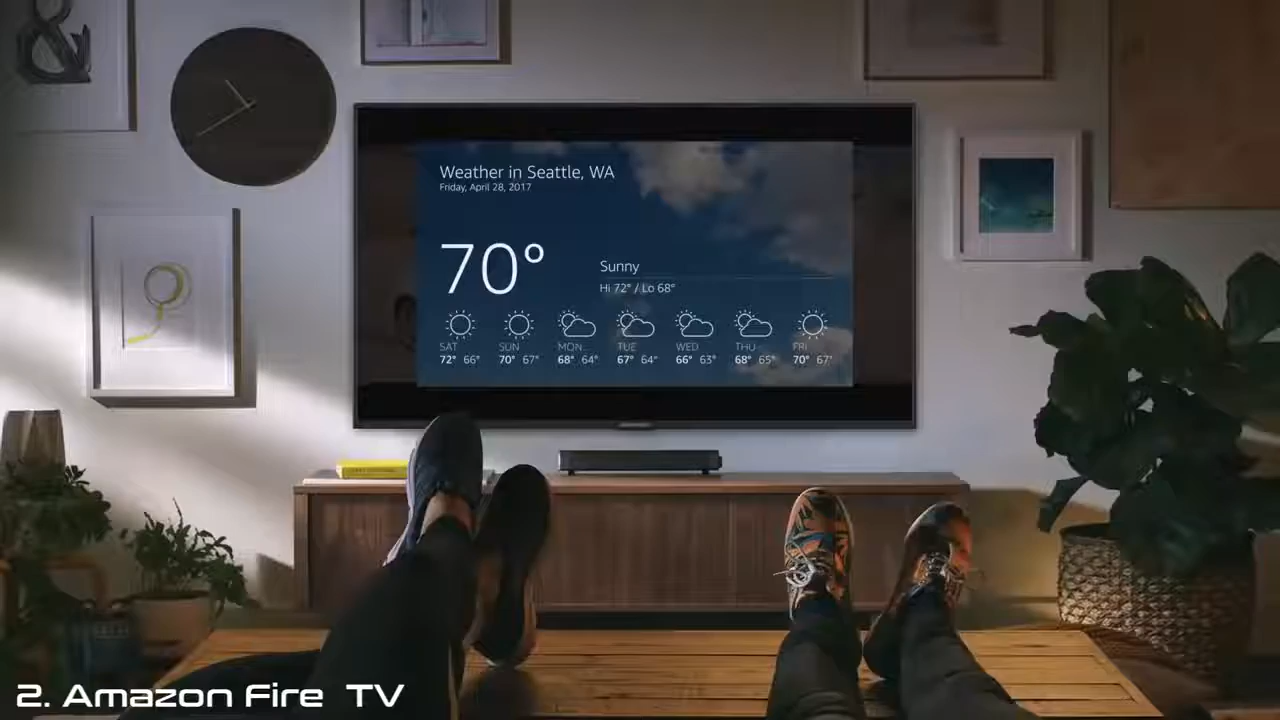 &
Weather in Seattle, WA
Friday, April 28, 2017
70°
Sunny
Hi 72° / Lo 68°
SAT SUN MON TUE WED THU FRI
72° 66° 70° 67° 68° 64° 67° 64° 66° 63° 68° 65° 70° 67°
2. Amazon Fire TV